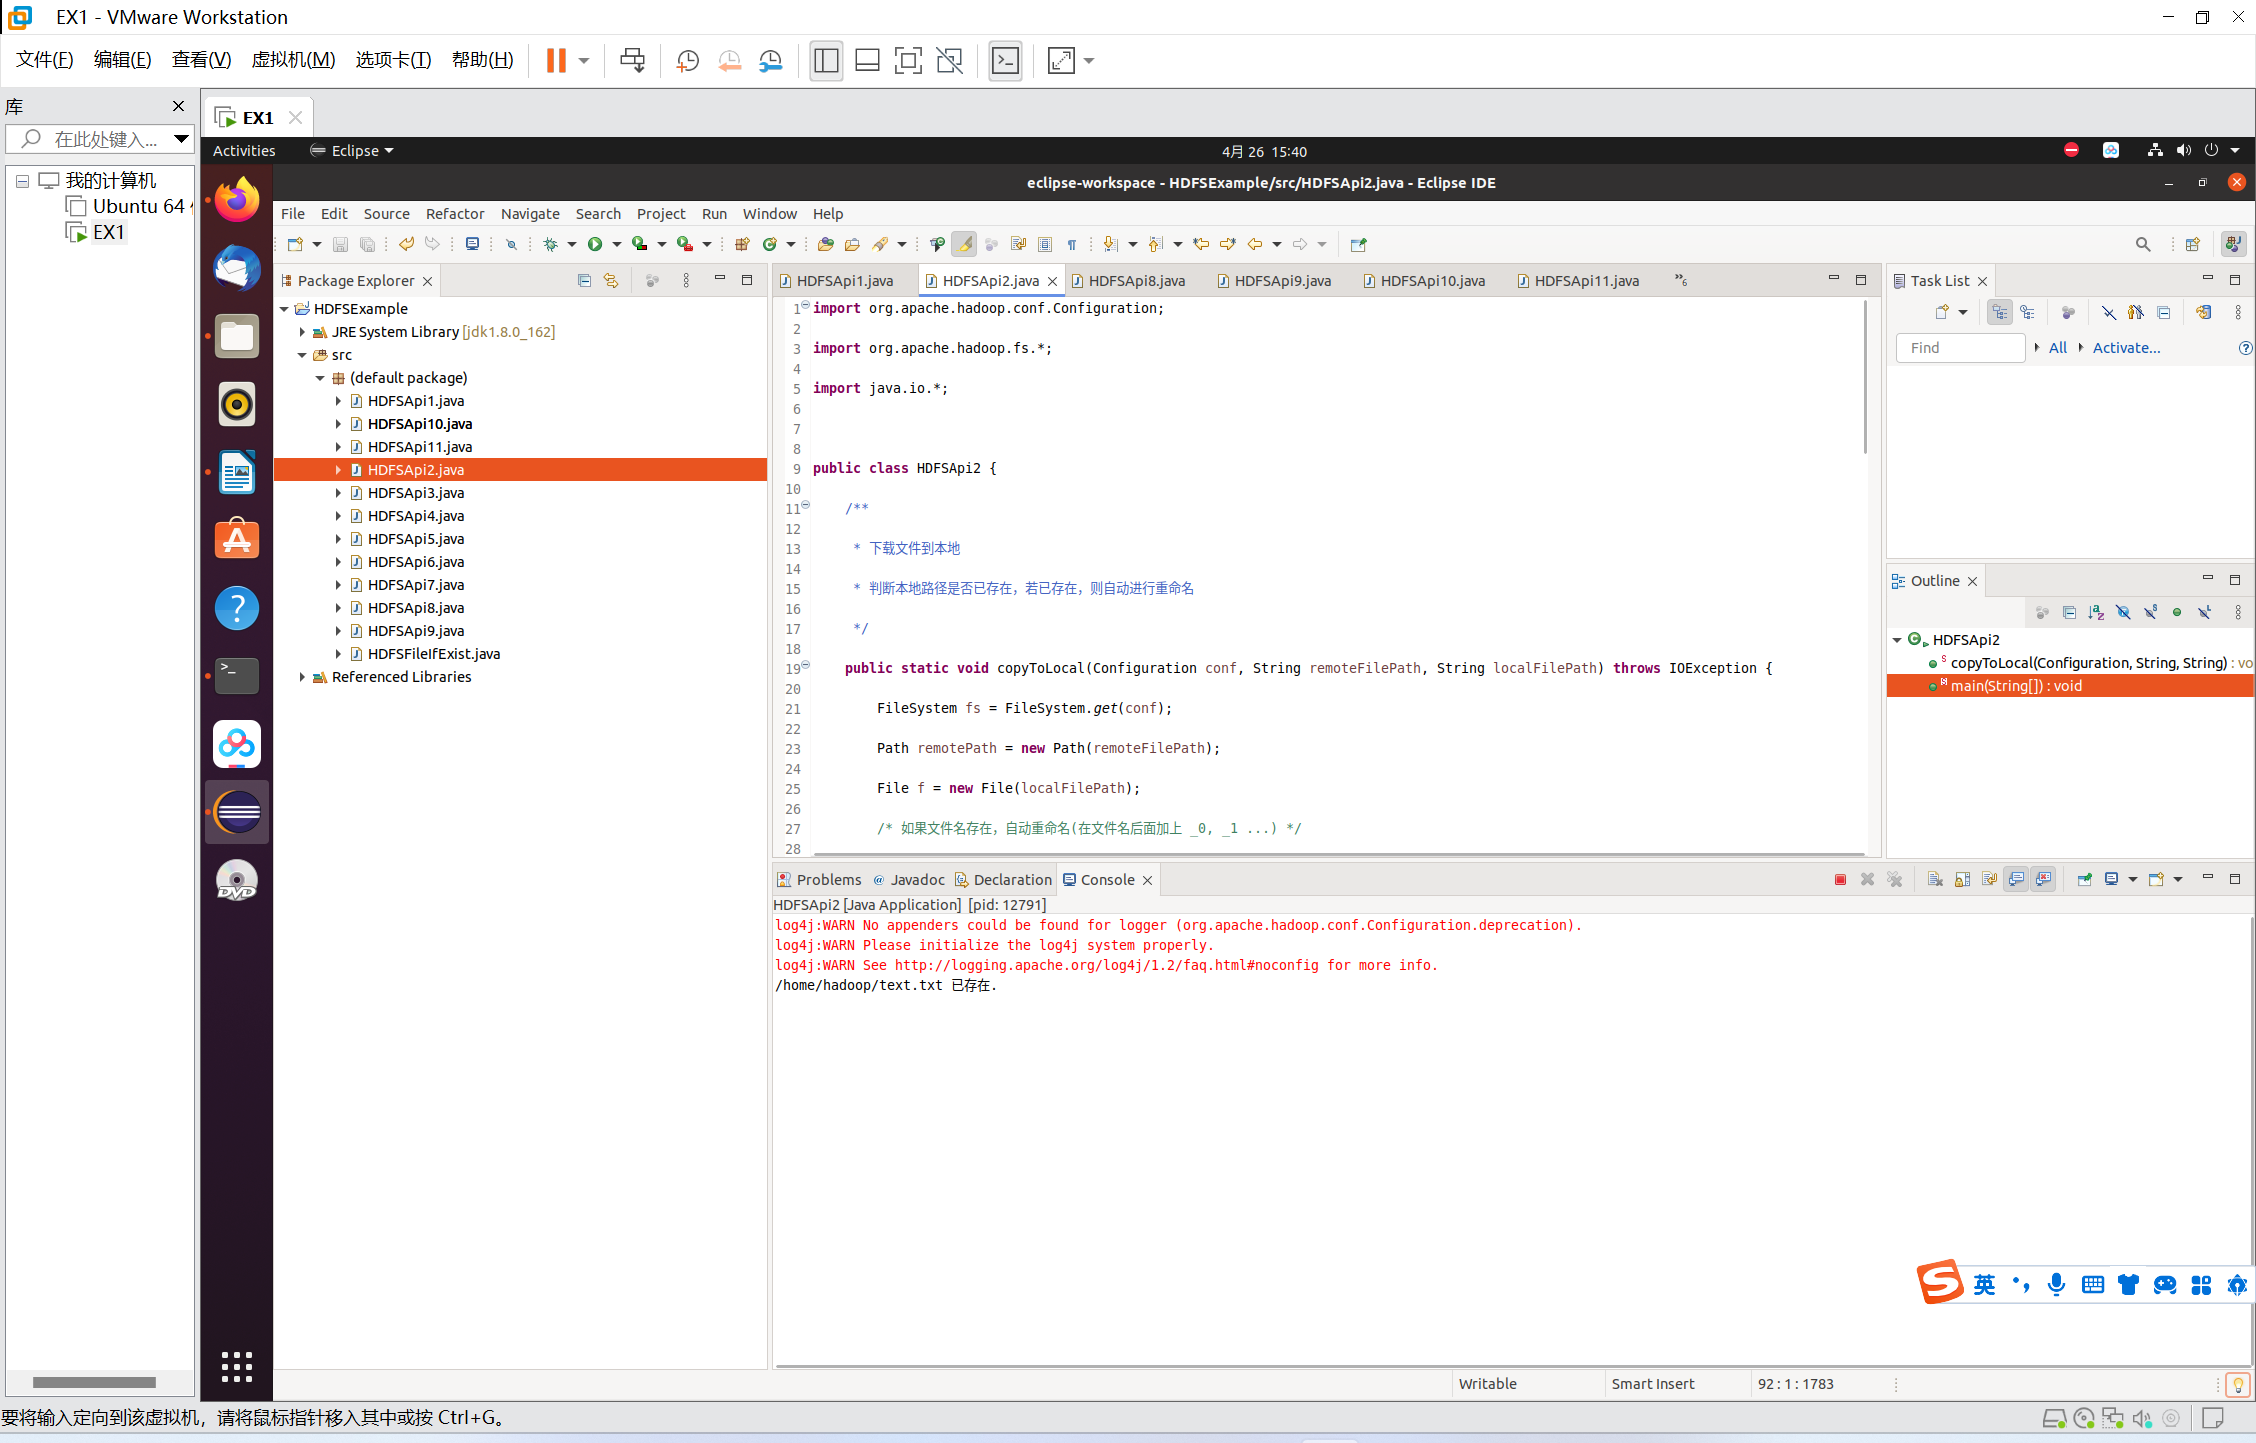 EX1 - VMware Workstation
文件(F) 编辑(E) 查看(V) 虚拟机(M) 选项卡(T) 帮助(H)
库
在此处键入...
我的计算机
Ubuntu 64
EX1
EX1
Activities Eclipse 4月 26 15:40
eclipse-workspace - HDFSExample/src/HDFSApi2.java - Eclipse IDE
File Edit Source Refactor Navigate Search Project Run Window Help
Package Explorer
HDFSExample
JRE System Library [jdk1.8.0_162]
src
(default package)
HDFSApi1.java
HDFSApi10.java
HDFSApi11.java
HDFSApi2.java
HDFSApi3.java
HDFSApi4.java
HDFSApi5.java
HDFSApi6.java
HDFSApi7.java
HDFSApi8.java
HDFSApi9.java
HDFSFileIfExist.java
Referenced Libraries
HDFSApi1.java HDFSApi2.java HDFSApi8.java HDFSApi9.java HDFSApi10.java HDFSApi11.java »6
1 import org.apache.hadoop.conf.Configuration;
2
3 import org.apache.hadoop.fs.*;
4
5 import java.io.*;
6
7
8
9 public class HDFSApi2 {
10
11 /**
12
13 * 下载文件到本地
14
15 * 判断本地路径是否已存在，若已存在，则自动进行重命名
16
17 */
18
19 public static void copyToLocal(Configuration conf, String remoteFilePath, String localFilePath) throws IOException {
20
21 FileSystem fs = FileSystem.get(conf);
22
23 Path remotePath = new Path(remoteFilePath);
24
25 File f = new File(localFilePath);
26
27 /* 如果文件名存在，自动重命名(在文件名后面加上 _0, _1 ...) */
28
Task List
Find All Activate...
Outline
HDFSApi2
copyToLocal(Configuration, String, String) : vo
main(String[]) : void
Problems @ Javadoc Declaration Console
HDFSApi2 [Java Application] [pid: 12791]
log4j:WARN No appenders could be found for logger (org.apache.hadoop.conf.Configuration.deprecation).
log4j:WARN Please initialize the log4j system properly.
log4j:WARN See http://logging.apache.org/log4j/1.2/faq.html#noconfig for more info.
/home/hadoop/text.txt 已存在.
DVD
英
Writable Smart Insert 92 : 1 : 1783
要将输入定向到该虚拟机，请将鼠标指针移入其中或按 Ctrl+G。